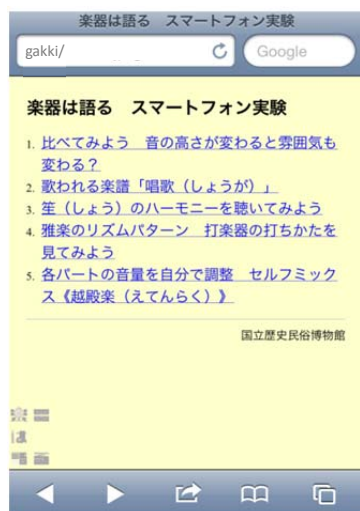 楽器は語る　スマートフォン実験
gakki/
Google
楽器は語る　スマートフォン実験
1. 比べてみよう　音の高さが変わると雰囲気も
変わる？
2. 歌われる楽譜「唱歌（しょうが）」
3. 笙（しょう）のハーモニーを聴いてみよう
4. 雅楽のリズムパターン　打楽器の打ちかたを
見てみよう
5. 各パートの音量を自分で調整　セルフミック
ス《越殿楽（えてんらく）》
国立歴史民俗博物館